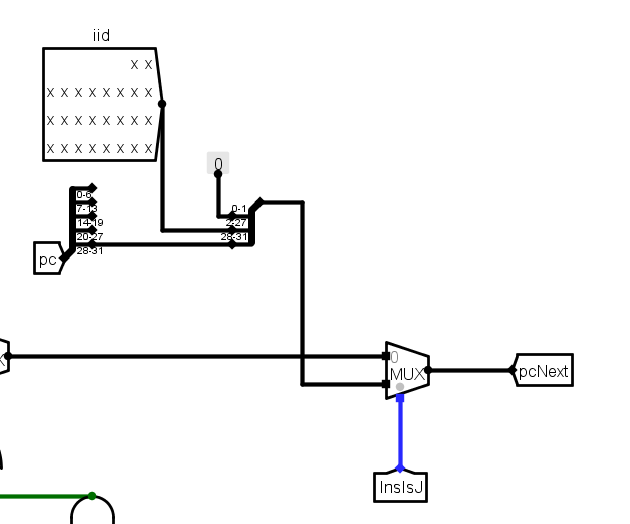 iid
x x
x x x x x x x x
x x x x x x x x
x x x x x x x x
0
0-6
7-13
14-19
20-27
28-31
0-1
2-27
28-31
pc
0
MUX
pcNext
InsIsJ